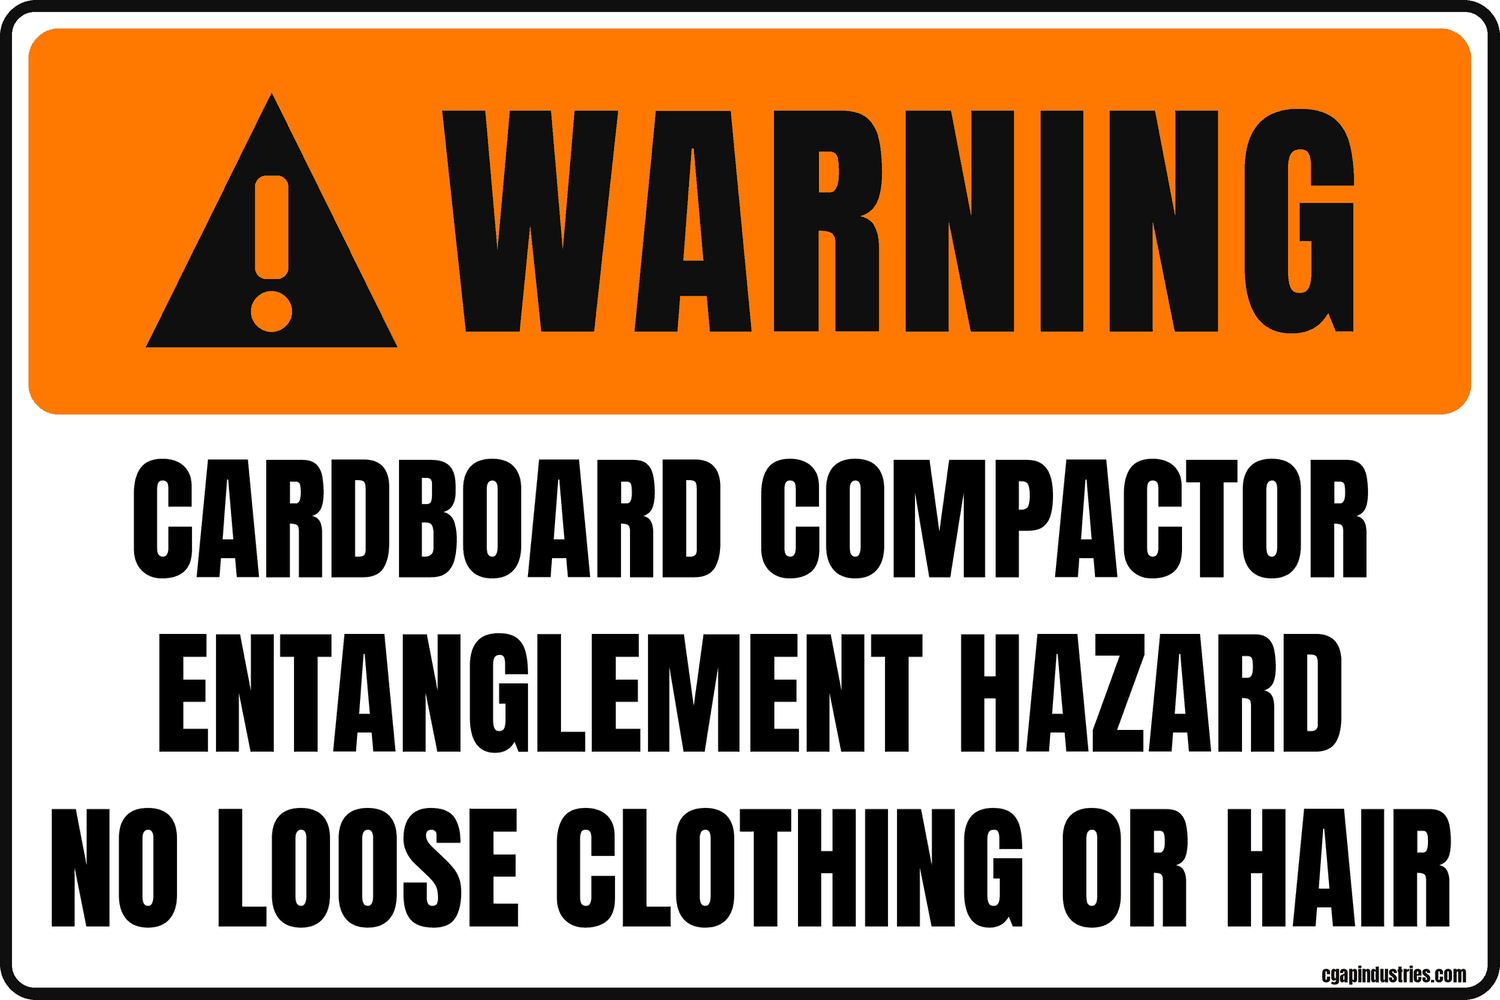 WARNING
CARDBOARD COMPACTOR
ENTANGLEMENT HAZARD
NO LOOSE CLOTHING OR HAIR
cgapindustries.com